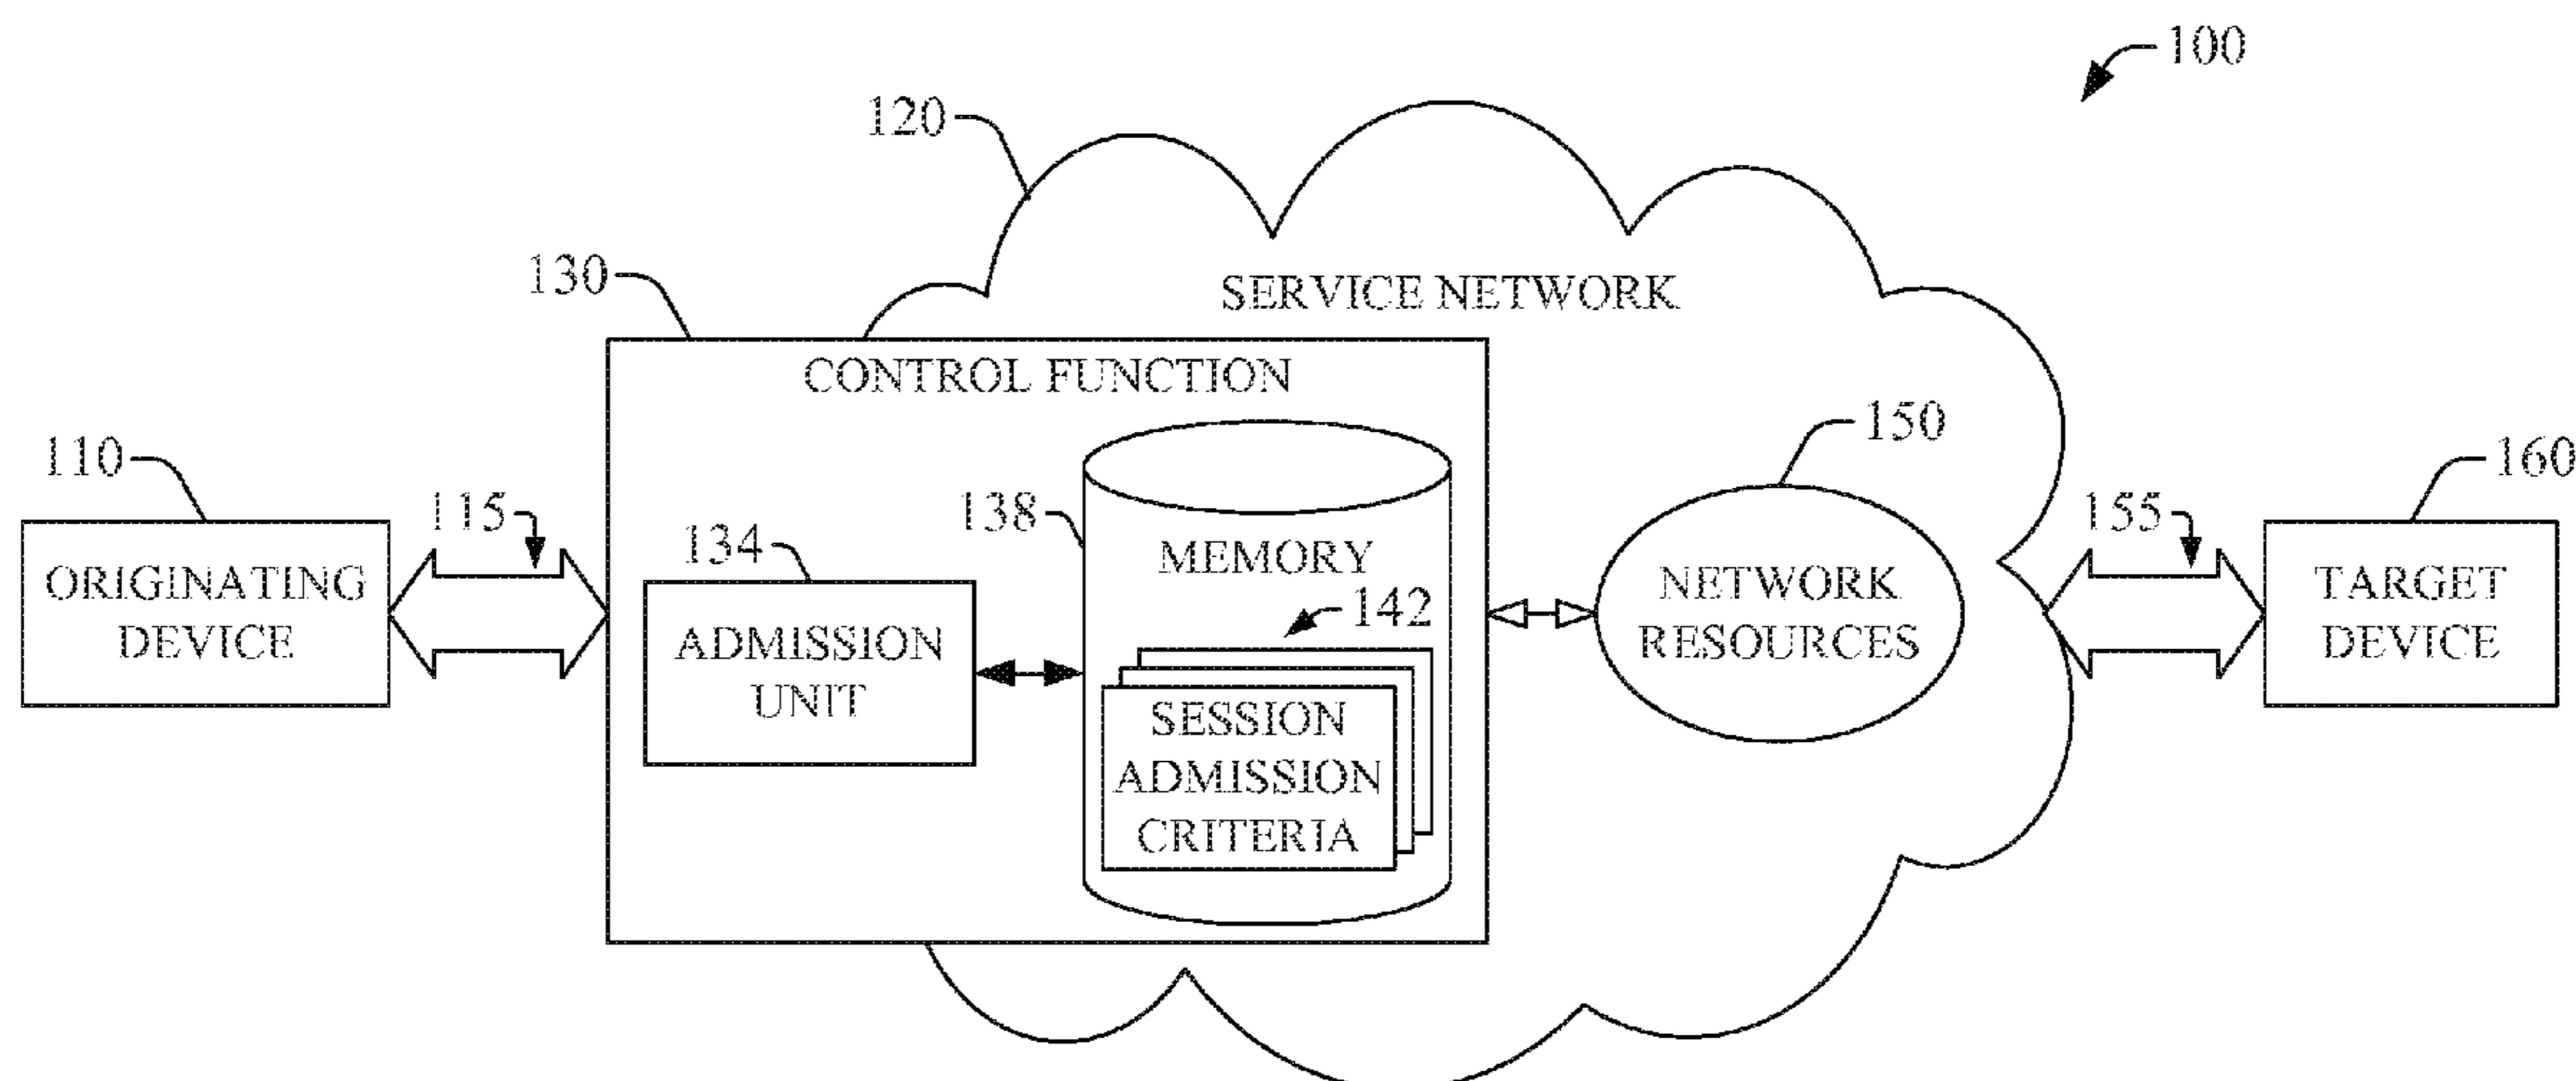 100
120
130
SERVICE NETWORK
CONTROL FUNCTION
150
110
160
115
138
155
134
MEMORY
ORIGINATING
DEVICE
NETWORK
RESOURCES
TARGET
DEVICE
142
ADMISSION
UNIT
SESSION
ADMISSION
CRITERIA